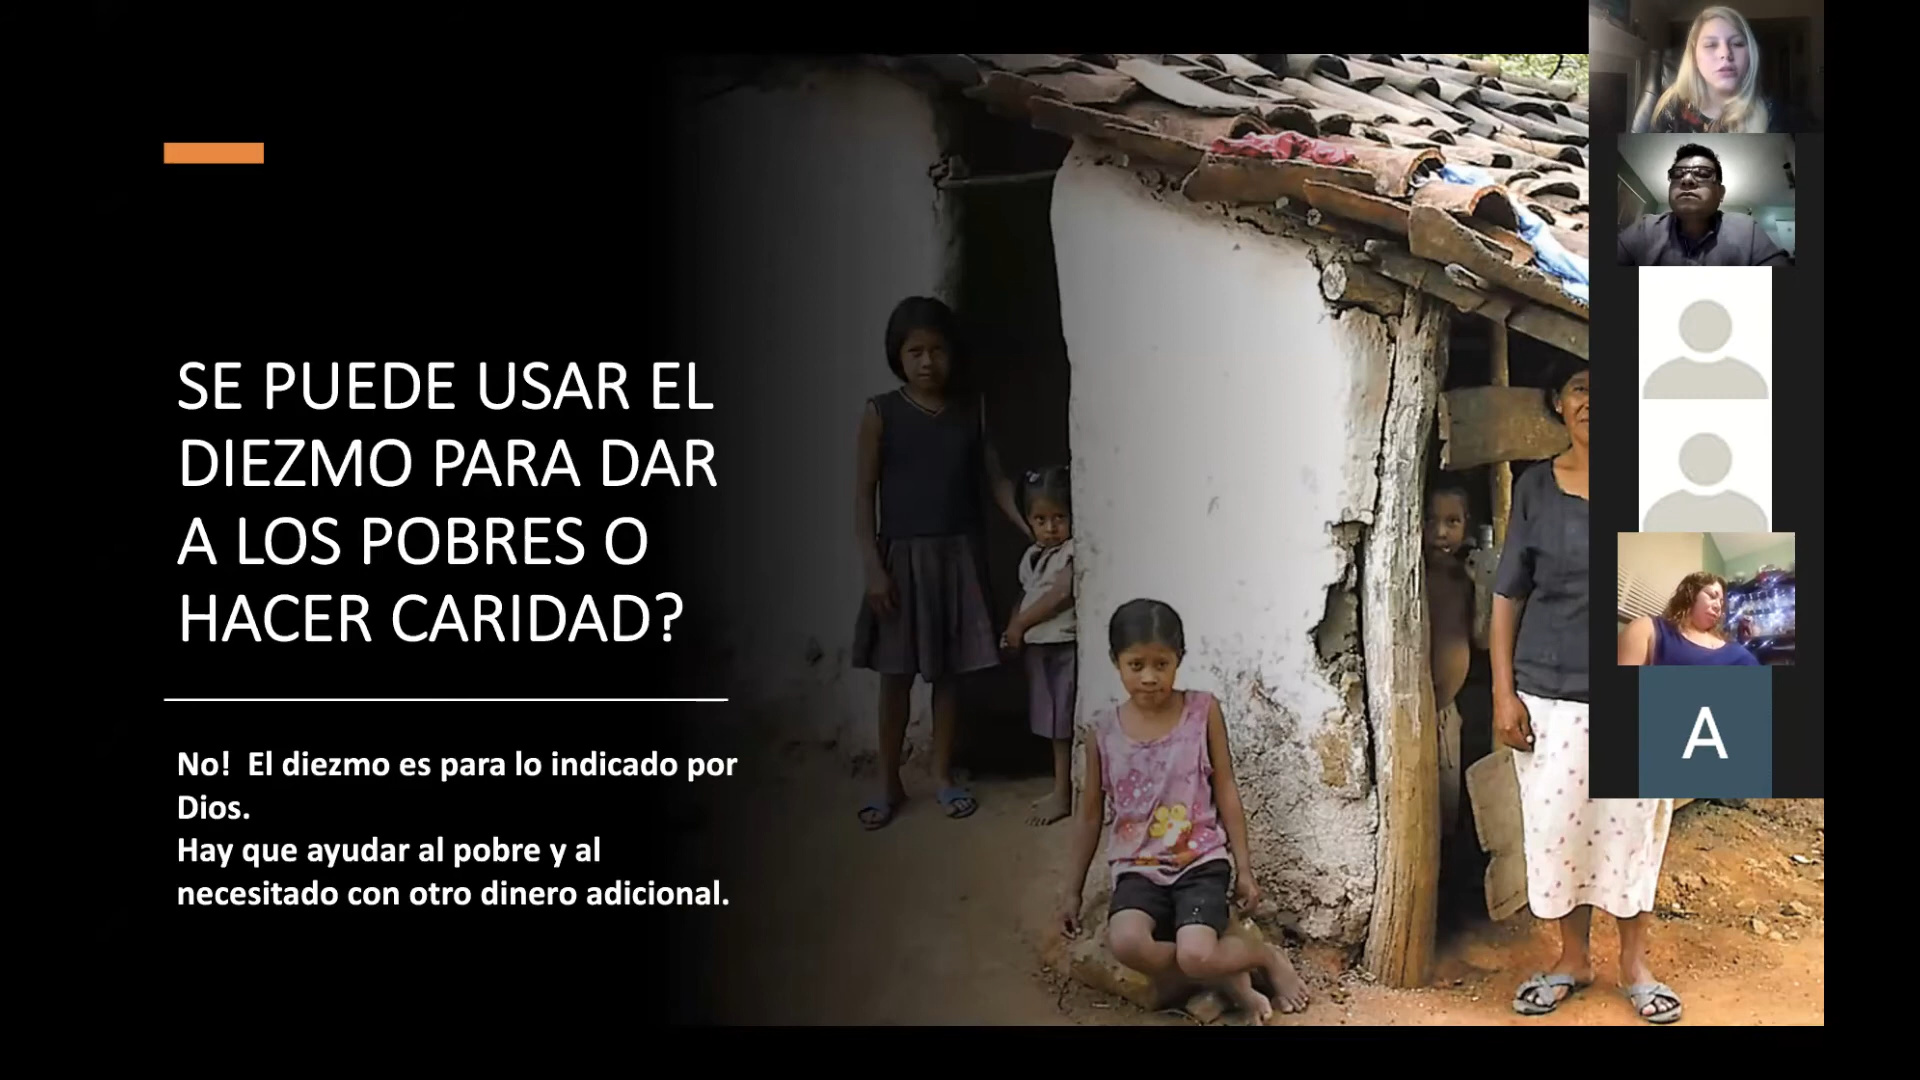 SE PUEDE USAR EL
DIEZMO PARA DAR
A LOS POBRES O
HACER CARIDAD?
No!  El diezmo es para lo indicado por
Dios.
Hay que ayudar al pobre y al
necesitado con otro dinero adicional.
A